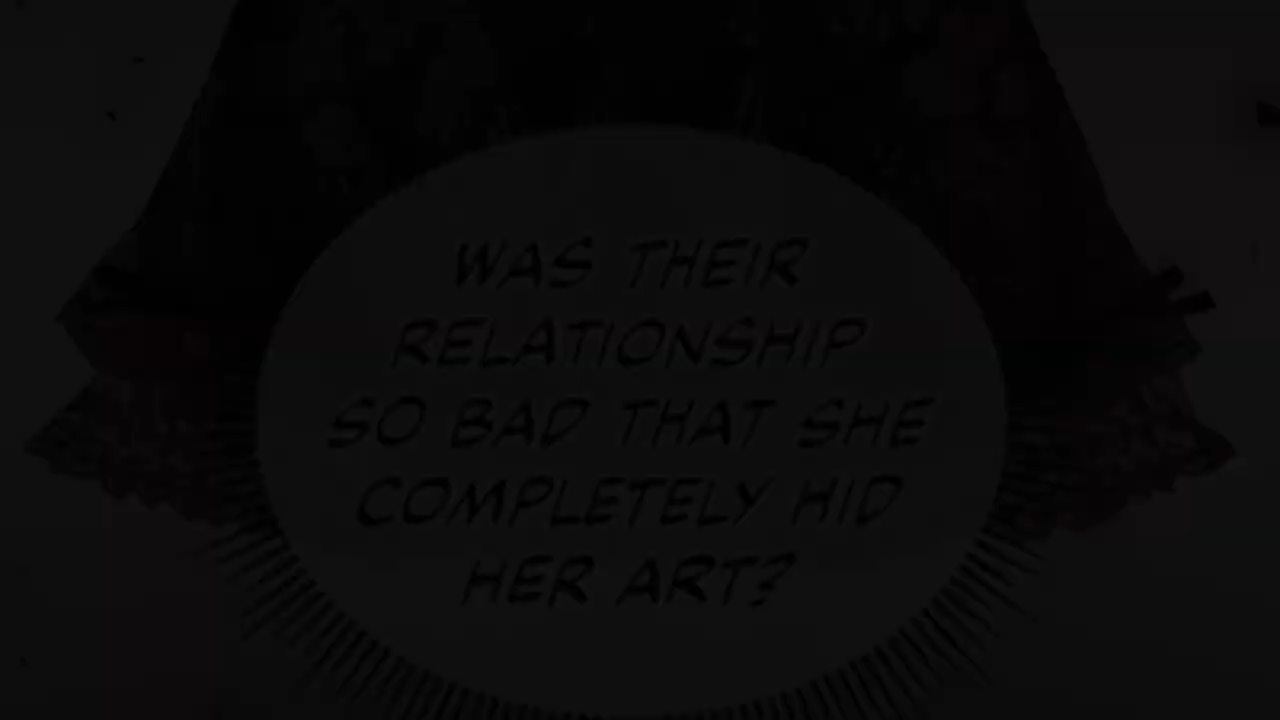 WAS THEIR
RELATIONSHIP
SO BAD THAT SHE
COMPLETELY HID
HER ART?